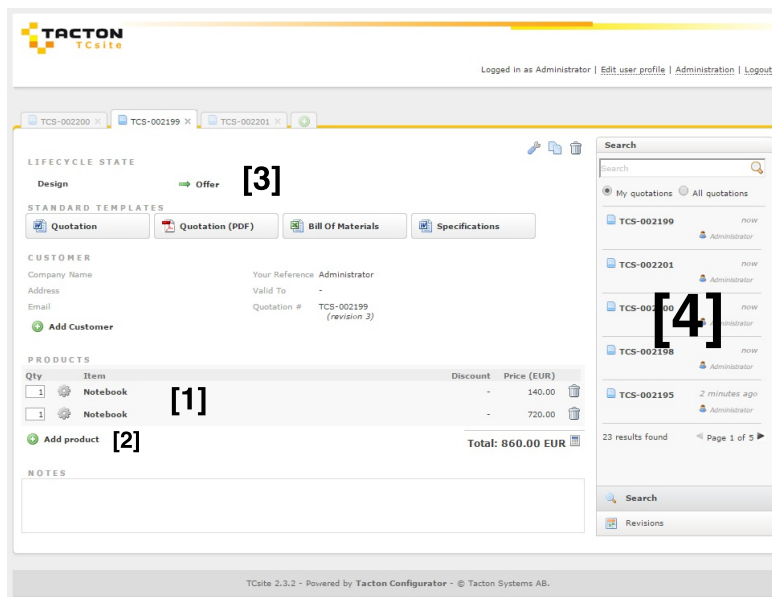 TACTON
TCsite
Logged in as Administrator | Edit user profile | Administration | Logout
TCS-002200 × TCS-002199 × TCS-002201 ×
LIFECYCLE STATE
Design Offer [3]
STANDARD TEMPLATES
Quotation Quotation (PDF) Bill Of Materials Specifications
CUSTOMER
Company Name Your Reference Administrator
Address Valid To -
Email Quotation # TCS-002199
(revision 3)
Add Customer
PRODUCTS
Qty Item Discount Price (EUR)
1 Notebook - 140.00
[1]
1 Notebook - 720.00
Add product [2]
Total: 860.00 EUR
NOTES
Search
Search
My quotations All quotations
TCS-002199 now
Administrator
TCS-002201 now
Administrator
now
[4]
TCS-002198 now
Administrator
TCS-002195 2 minutes ago
Administrator
23 results found Page 1 of 5
Search
Revisions
TCsite 2.3.2 - Powered by Tacton Configurator - © Tacton Systems AB.